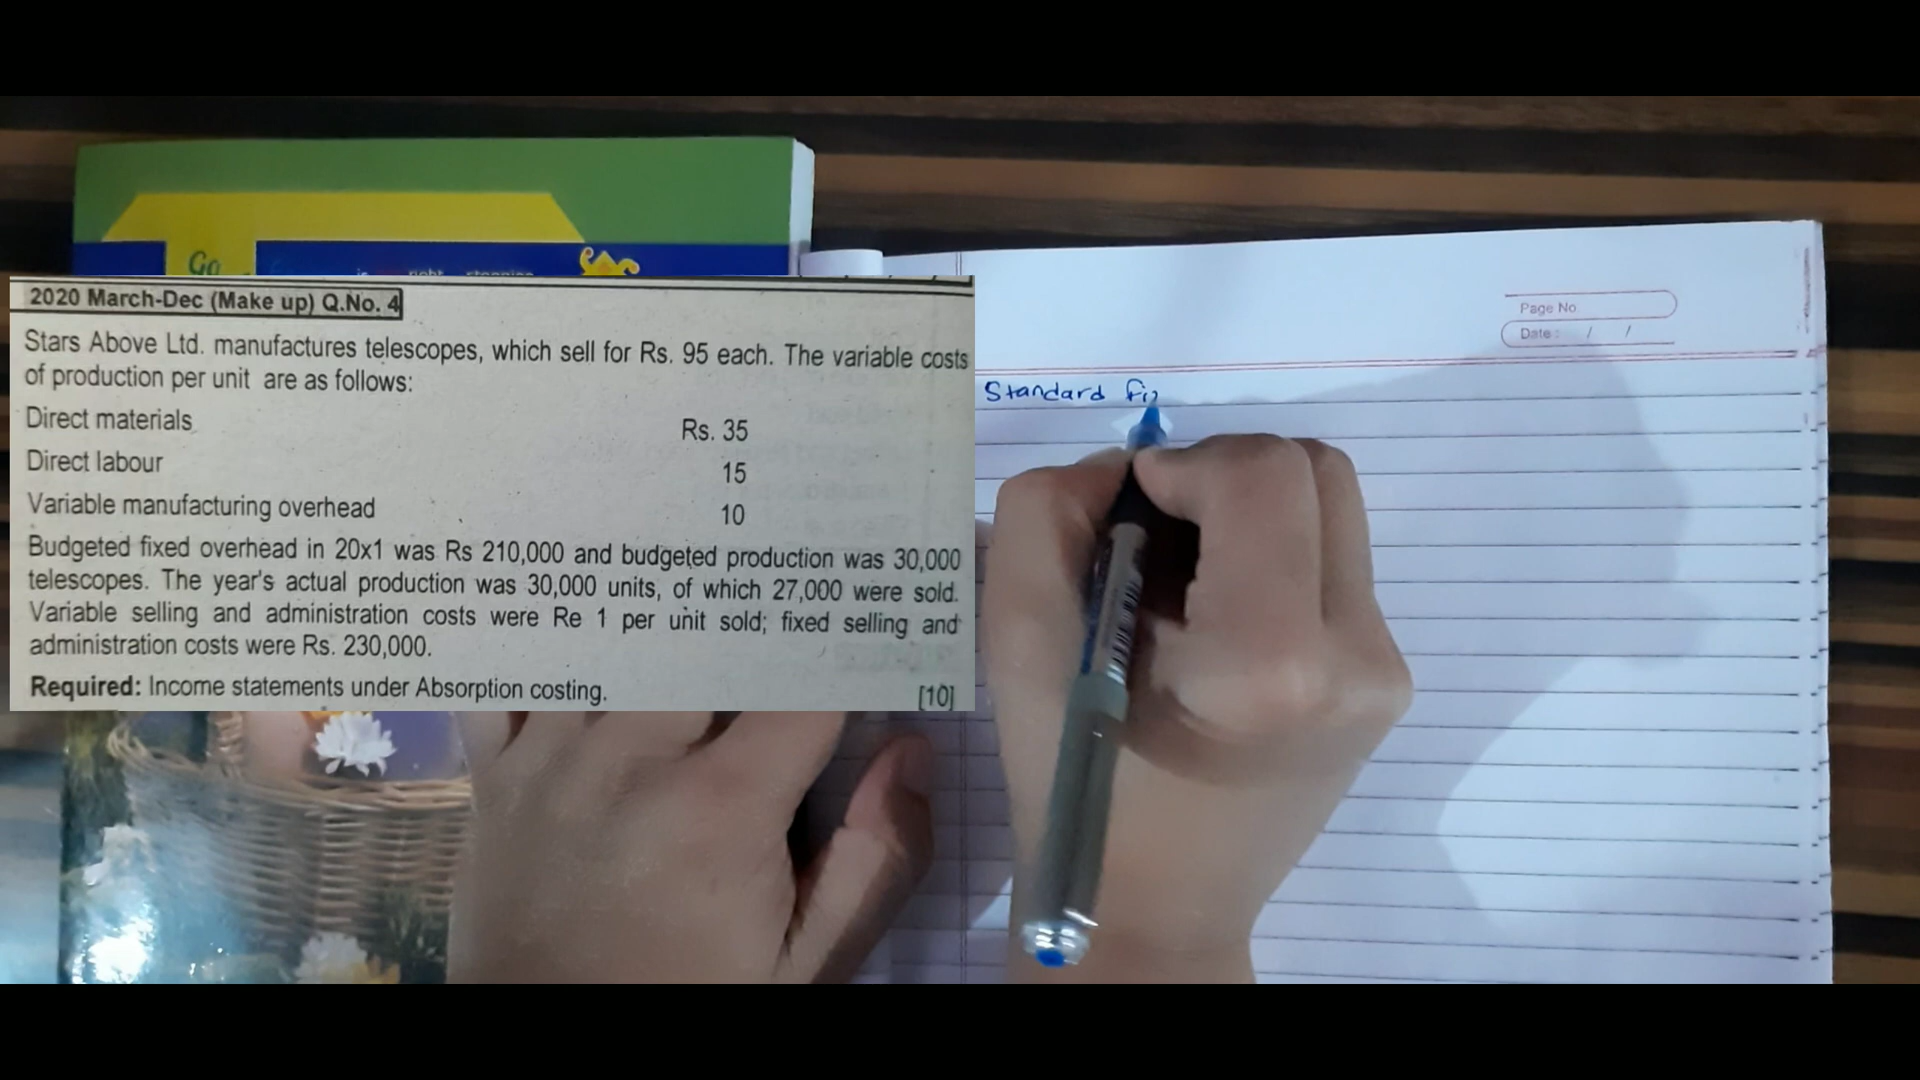 Go
is right
2020 March-Dec (Make up) Q.No. 4
Stars Above Ltd. manufactures telescopes, which sell for Rs. 95 each. The variable costs
of production per unit are as follows:
Direct materials Rs. 35
Direct labour 15
Variable manufacturing overhead 10
Budgeted fixed overhead in 20x1 was Rs 210,000 and budgeted production was 30,000
telescopes. The year's actual production was 30,000 units, of which 27,000 were sold.
Variable selling and administration costs were Re 1 per unit sold; fixed selling and
administration costs were Rs. 230,000.
Required: Income statements under Absorption costing. [10]
Page No
Date: / /
Standard